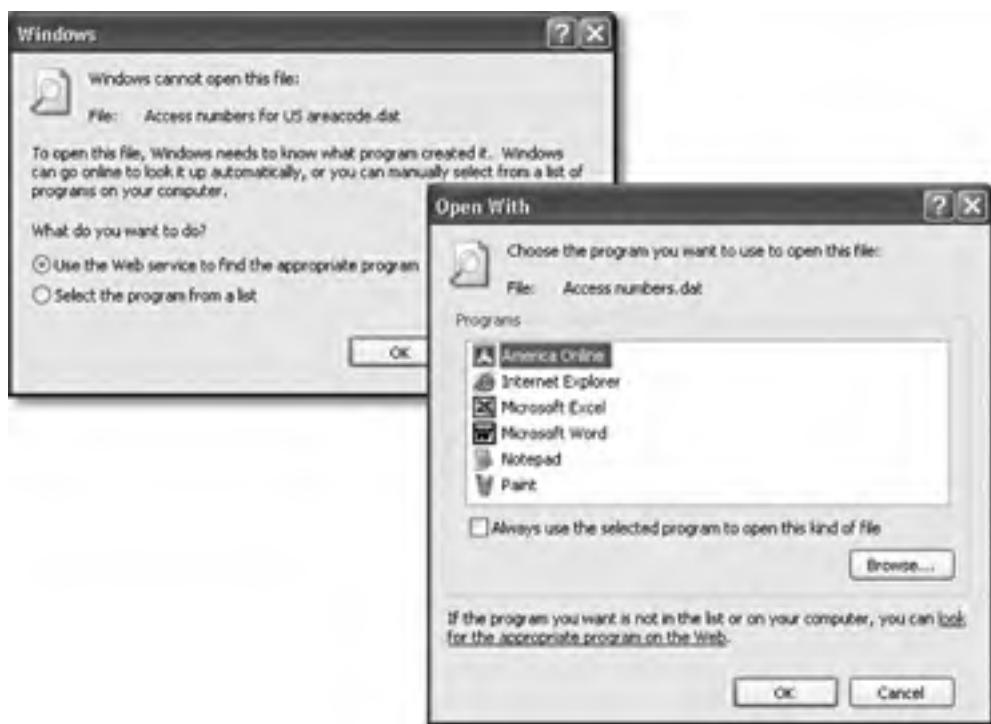 Windows
Windows cannot open this file:
File: Access numbers for US areacode.dat
To open this file, Windows needs to know what program created it. Windows
can go online to look it up automatically, or you can manually select from a list of
programs on your computer.
What do you want to do?
Use the Web service to find the appropriate program
Select the program from a list
OK
Open With
Choose the program you want to use to open this file:
File: Access numbers.dat
Programs
America Online
Internet Explorer
Microsoft Excel
Microsoft Word
Notepad
Paint
Always use the selected program to open this kind of file
Browse...
If the program you want is not in the list or on your computer, you can look
for the appropriate program on the Web.
OK
Cancel